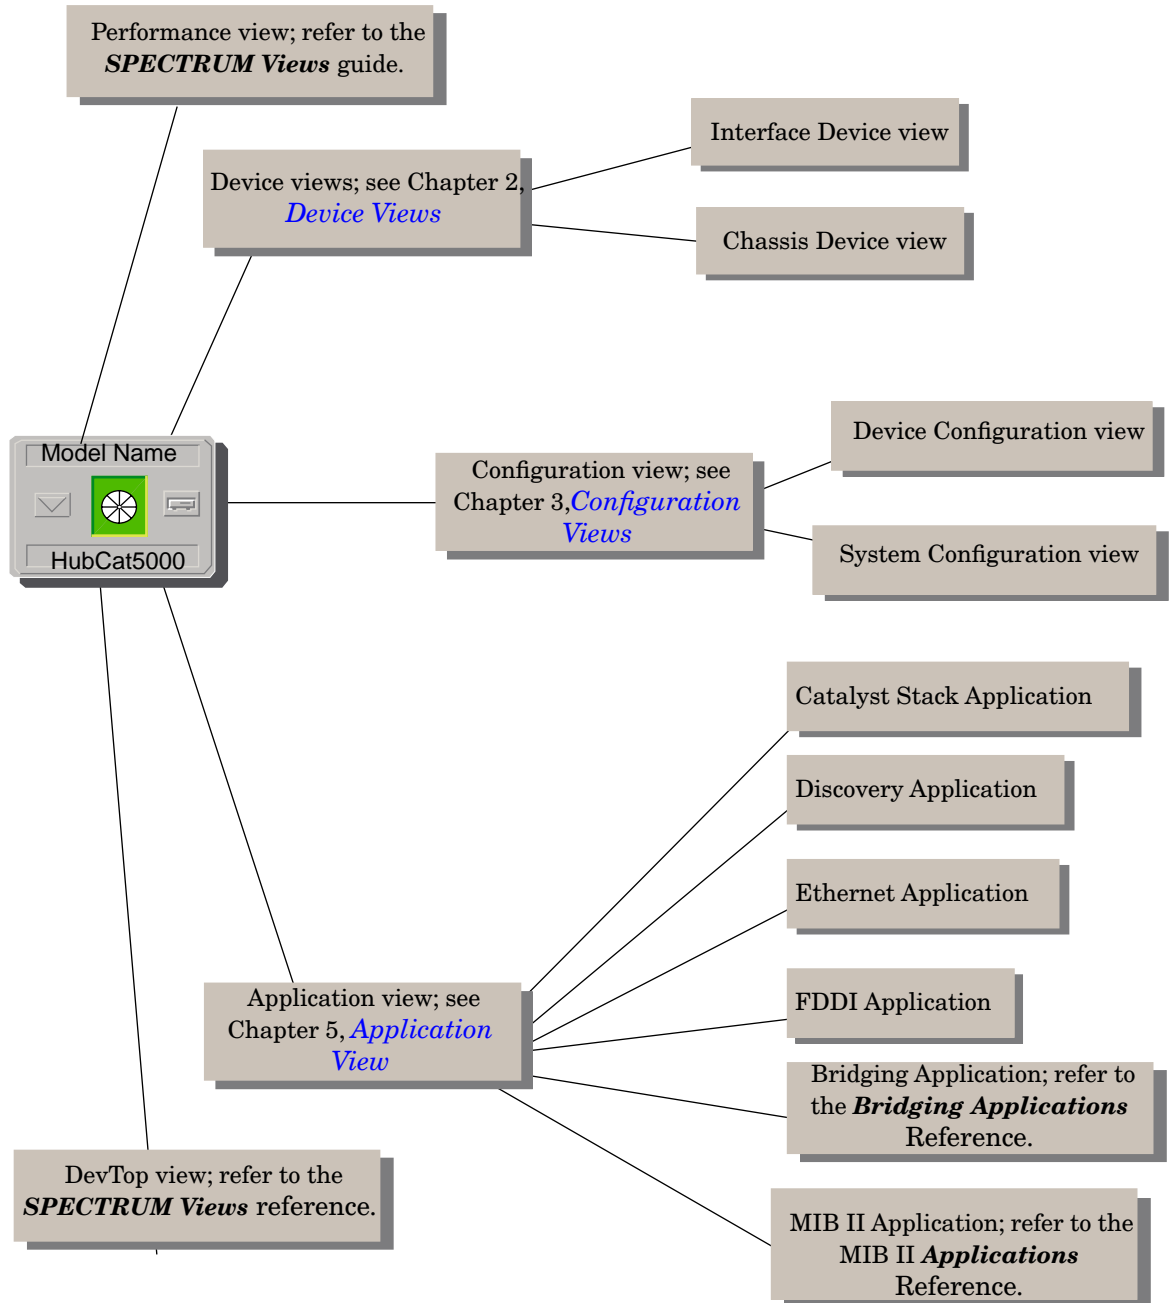 Performance view; refer to the
SPECTRUM Views guide.
Device views; see Chapter 2,
Device Views
Interface Device view
Chassis Device view
Model Name
HubCat5000
Configuration view; see
Chapter 3,Configuration
Views
Device Configuration view
System Configuration view
Catalyst Stack Application
Discovery Application
Ethernet Application
FDDI Application
Application view; see
Chapter 5, Application
View
Bridging Application; refer to
the Bridging Applications
Reference.
DevTop view; refer to the
SPECTRUM Views reference.
MIB II Application; refer to the
MIB II Applications
Reference.